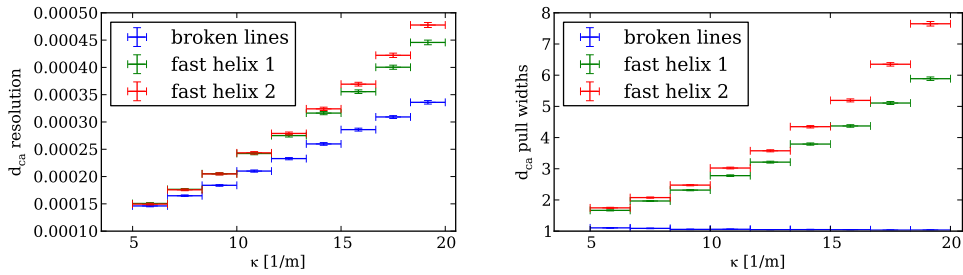 0.00050
0.00045
0.00040
0.00035
0.00030
0.00025
0.00020
0.00015
0.00010
d_ca resolution
broken lines
fast helix 1
fast helix 2
5 10 15 20
κ [1/m]
8
7
6
5
4
3
2
1
d_ca pull widths
broken lines
fast helix 1
fast helix 2
5 10 15 20
κ [1/m]